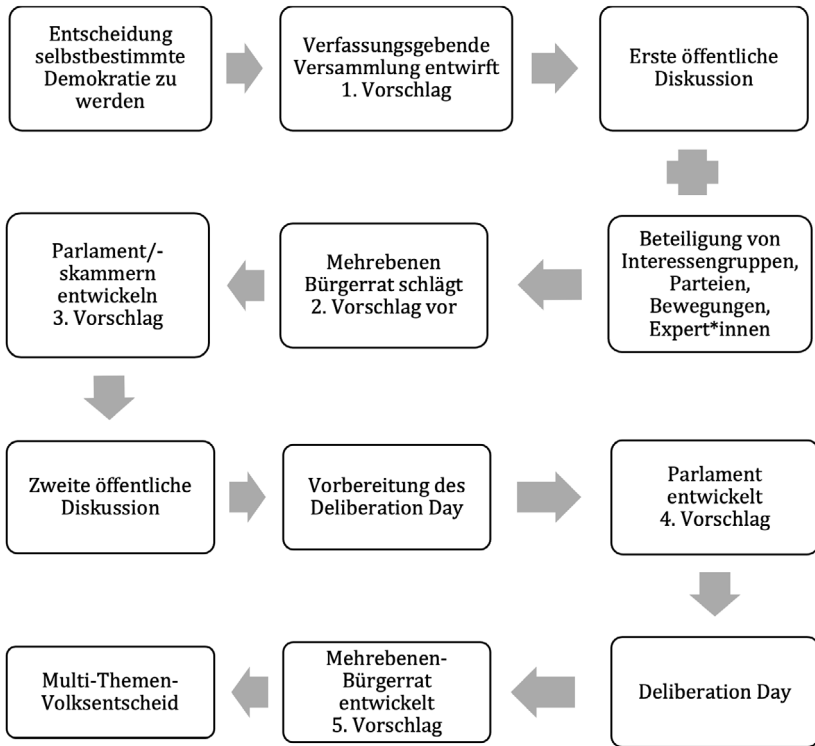 Entscheidung
selbstbestimmte
Demokratie zu
werden
Verfassungsgebende
Versammlung entwirft
1. Vorschlag
Erste öffentliche
Diskussion
Beteiligung von
Interessengruppen,
Parteien,
Bewegungen,
Expert*innen
Mehrebenen
Bürgerrat schlägt
2. Vorschlag vor
Parlament/-
skammern
entwickeln
3. Vorschlag
Zweite öffentliche
Diskussion
Vorbereitung des
Deliberation Day
Parlament
entwickelt
4. Vorschlag
Deliberation Day
Mehrebenen-
Bürgerrat
entwickelt
5. Vorschlag
Multi-Themen-
Volksentscheid